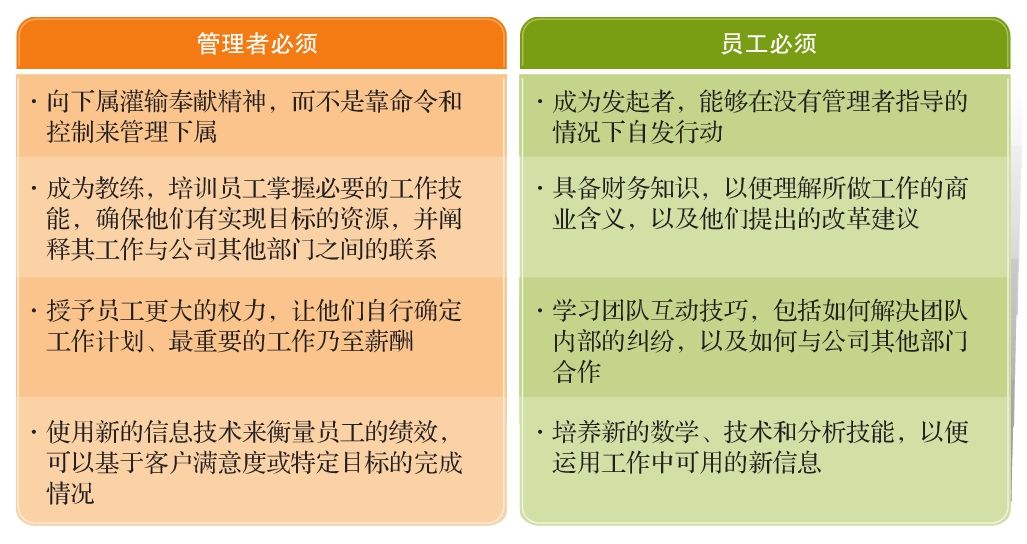 管理者必须
· 向下属灌输奉献精神，而不是靠命令和
控制来管理下属
· 成为教练，培训员工掌握必要的工作技
能，确保他们有实现目标的资源，并阐
释其工作与公司其他部门之间的联系
· 授予员工更大的权力，让他们自行确定
工作计划、最重要的工作乃至薪酬
· 使用新的信息技术来衡量员工的绩效，
可以基于客户满意度或特定目标的完成
情况
员工必须
· 成为发起者，能够在没有管理者指导的
情况下自发行动
· 具备财务知识，以便理解所做工作的商
业含义，以及他们提出的改革建议
· 学习团队互动技巧，包括如何解决团队
内部的纠纷，以及如何与公司其他部门
合作
· 培养新的数学、技术和分析技能，以便
运用工作中可用的新信息